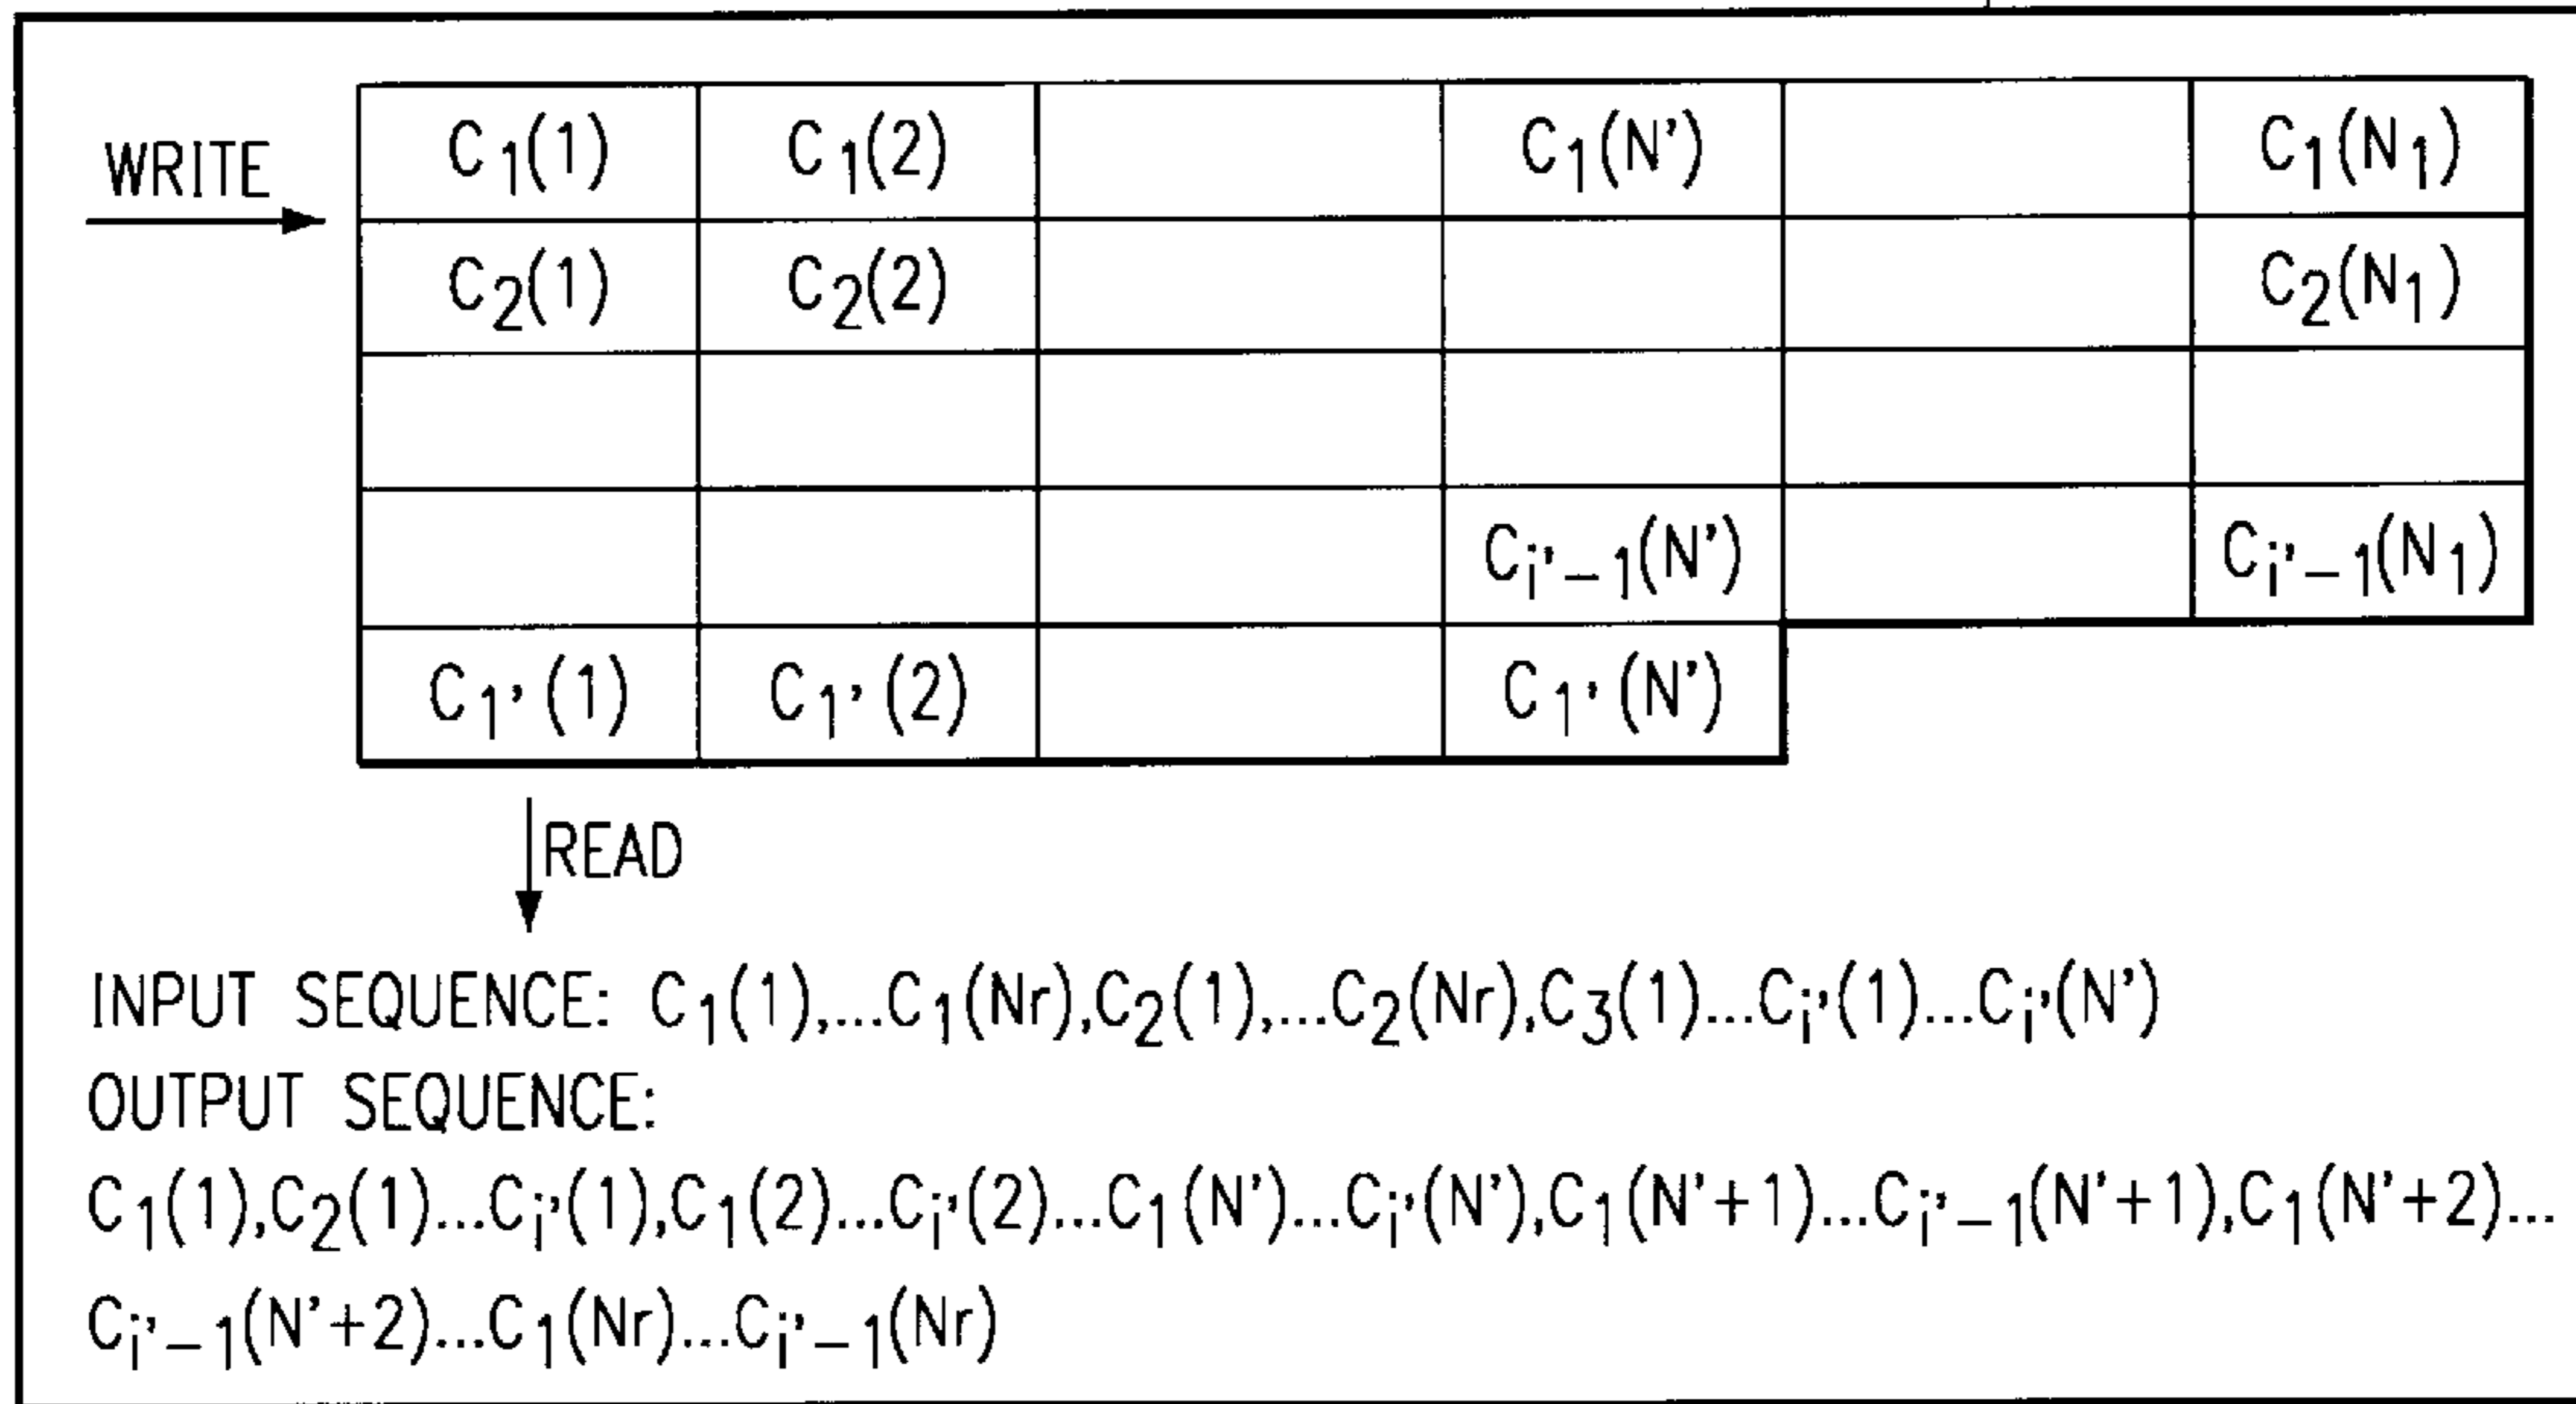 WRITE
C₁(1) C₁(2) C₁(N') C₁(N₁)
C₂(1) C₂(2) C₂(N₁)
Cᵢ'₋₁(N') Cᵢ'₋₁(N₁)
C₁'(1) C₁'(2) C₁'(N')
READ
INPUT SEQUENCE: C₁(1),...C₁(Nr),C₂(1),...C₂(Nr),C₃(1)...Cᵢ'(1)...Cᵢ'(N')
OUTPUT SEQUENCE:
C₁(1),C₂(1)...Cᵢ'(1),C₁(2)...Cᵢ'(2)...C₁(N')...Cᵢ'(N'),C₁(N'+1)...Cᵢ'₋₁(N'+1),C₁(N'+2)...
Cᵢ'₋₁(N'+2)...C₁(Nr)...Cᵢ'₋₁(Nr)